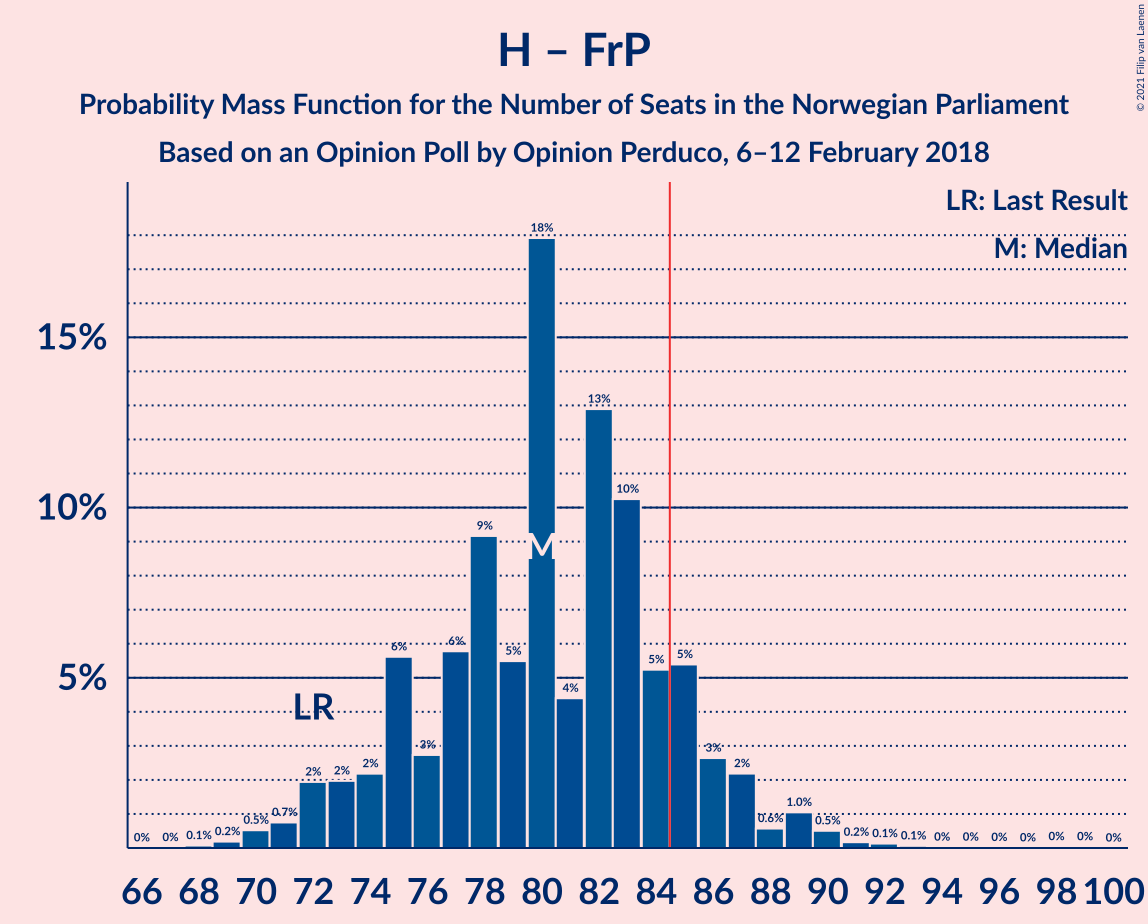 H – FrP
Probability Mass Function for the Number of Seats in the Norwegian Parliament
Based on an Opinion Poll by Opinion Perduco, 6–12 February 2018
© 2021 Filip van Laenen
LR: Last Result
M: Median
15%
10%
5%
LR
M
0% 0% 0.1% 0.2% 0.5% 0.7% 2% 2% 2% 6% 3% 6% 9% 5% 18% 4% 13% 10% 5% 5% 3% 2% 0.6% 1.0% 0.5% 0.2% 0.1% 0.1% 0% 0% 0% 0% 0% 0% 0%
66 68 70 72 74 76 78 80 82 84 86 88 90 92 94 96 98 100